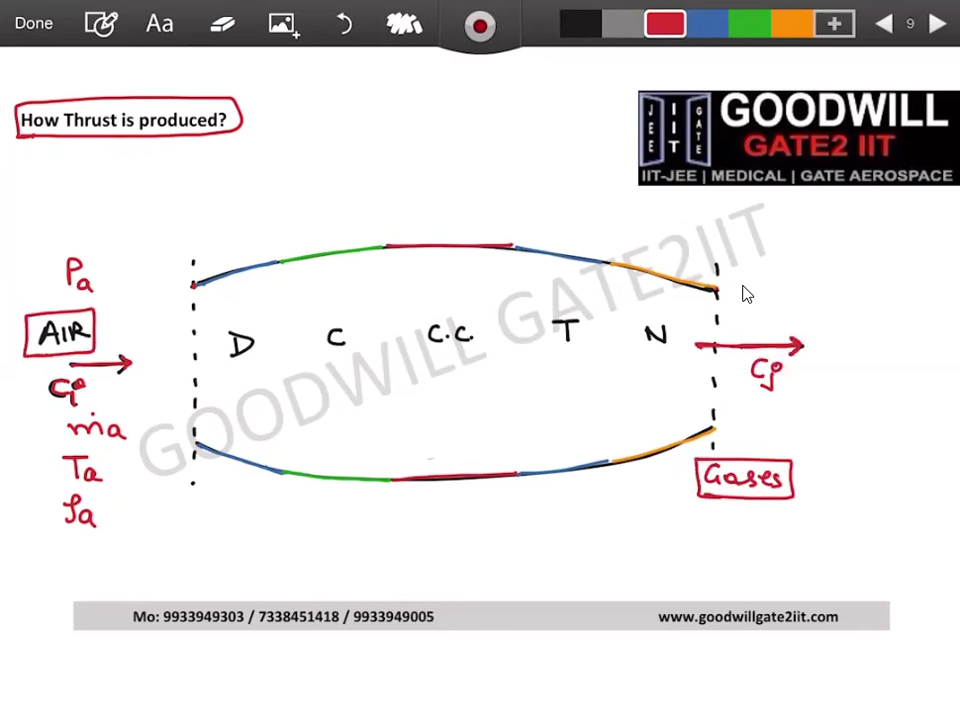 Done Aa 9
How Thrust is produced?
JEE IIT GATE
GOODWILL
GATE2 IIT
IIT-JEE | MEDICAL | GATE AEROSPACE
GOODWILL GATE2IIT
Pa
AIR
Ci
ṁa
Ta
ρa
D C C.C. T N
Cj
Gases
Mo: 9933949303 / 7338451418 / 9933949005 www.goodwillgate2iit.com